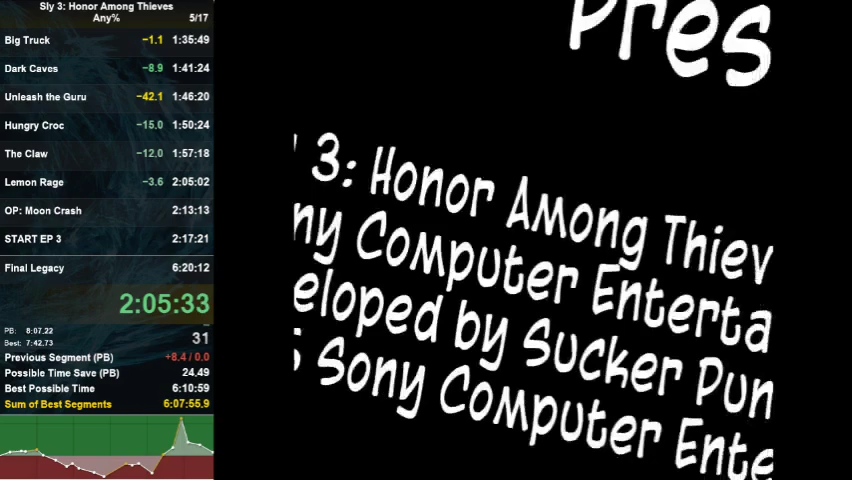 Sly 3: Honor Among Thieves
Any% 5/17
Big Truck −1.1 1:35:49
Dark Caves −8.9 1:41:24
Unleash the Guru −42.1 1:46:20
Hungry Croc −15.0 1:50:24
The Claw −12.0 1:57:18
Lemon Rage −3.6 2:05:02
OP: Moon Crash 2:13:13
START EP 3 2:17:21
Final Legacy 6:20:12
2:05:33
PB: 8:07.22
Best: 7:42.73
31
Previous Segment (PB) +8.4 / 0.0
Possible Time Save (PB) 24.49
Best Possible Time 6:10:59
Sum of Best Segments 6:07:55.9
Pres
3: Honor Among Thiev
ny Computer Enterta
eloped by Sucker Pun
5 Sony Computer Ente